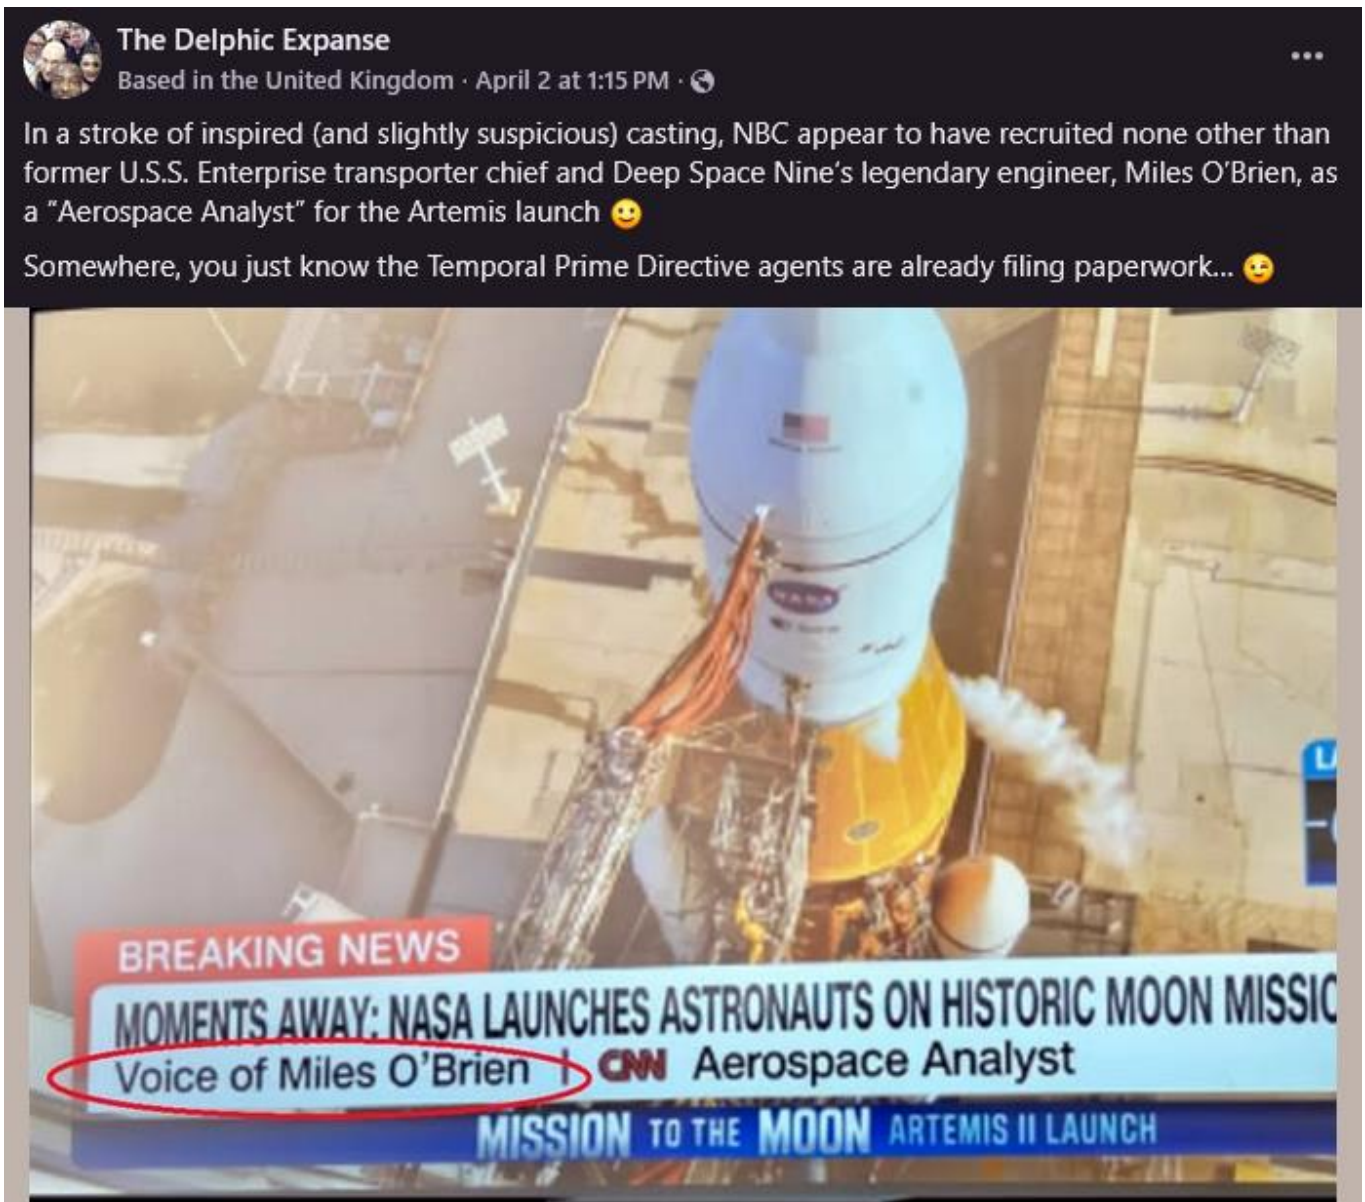 The Delphic Expanse
Based in the United Kingdom · April 2 at 1:15 PM ·
In a stroke of inspired (and slightly suspicious) casting, NBC appear to have recruited none other than
former U.S.S. Enterprise transporter chief and Deep Space Nine's legendary engineer, Miles O'Brien, as
a "Aerospace Analyst" for the Artemis launch 🙂
Somewhere, you just know the Temporal Prime Directive agents are already filing paperwork... 😉
NASA
BREAKING NEWS
MOMENTS AWAY: NASA LAUNCHES ASTRONAUTS ON HISTORIC MOON MISSIO
Voice of Miles O'Brien | CNN Aerospace Analyst
MISSION TO THE MOON ARTEMIS II LAUNCH